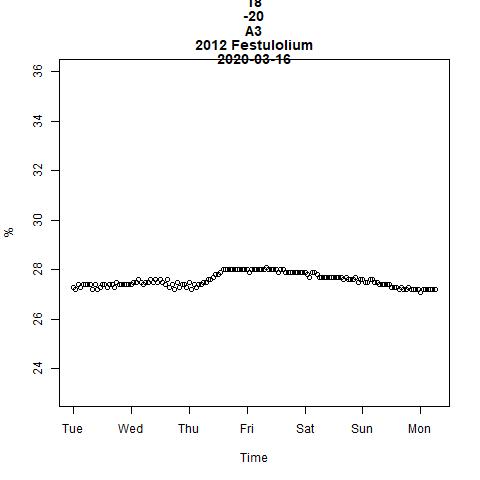 18
-20
A3
2012 Festulolium
2020-03-16
36
34
32
30
28
26
24
%
Tue Wed Thu Fri Sat Sun Mon
Time